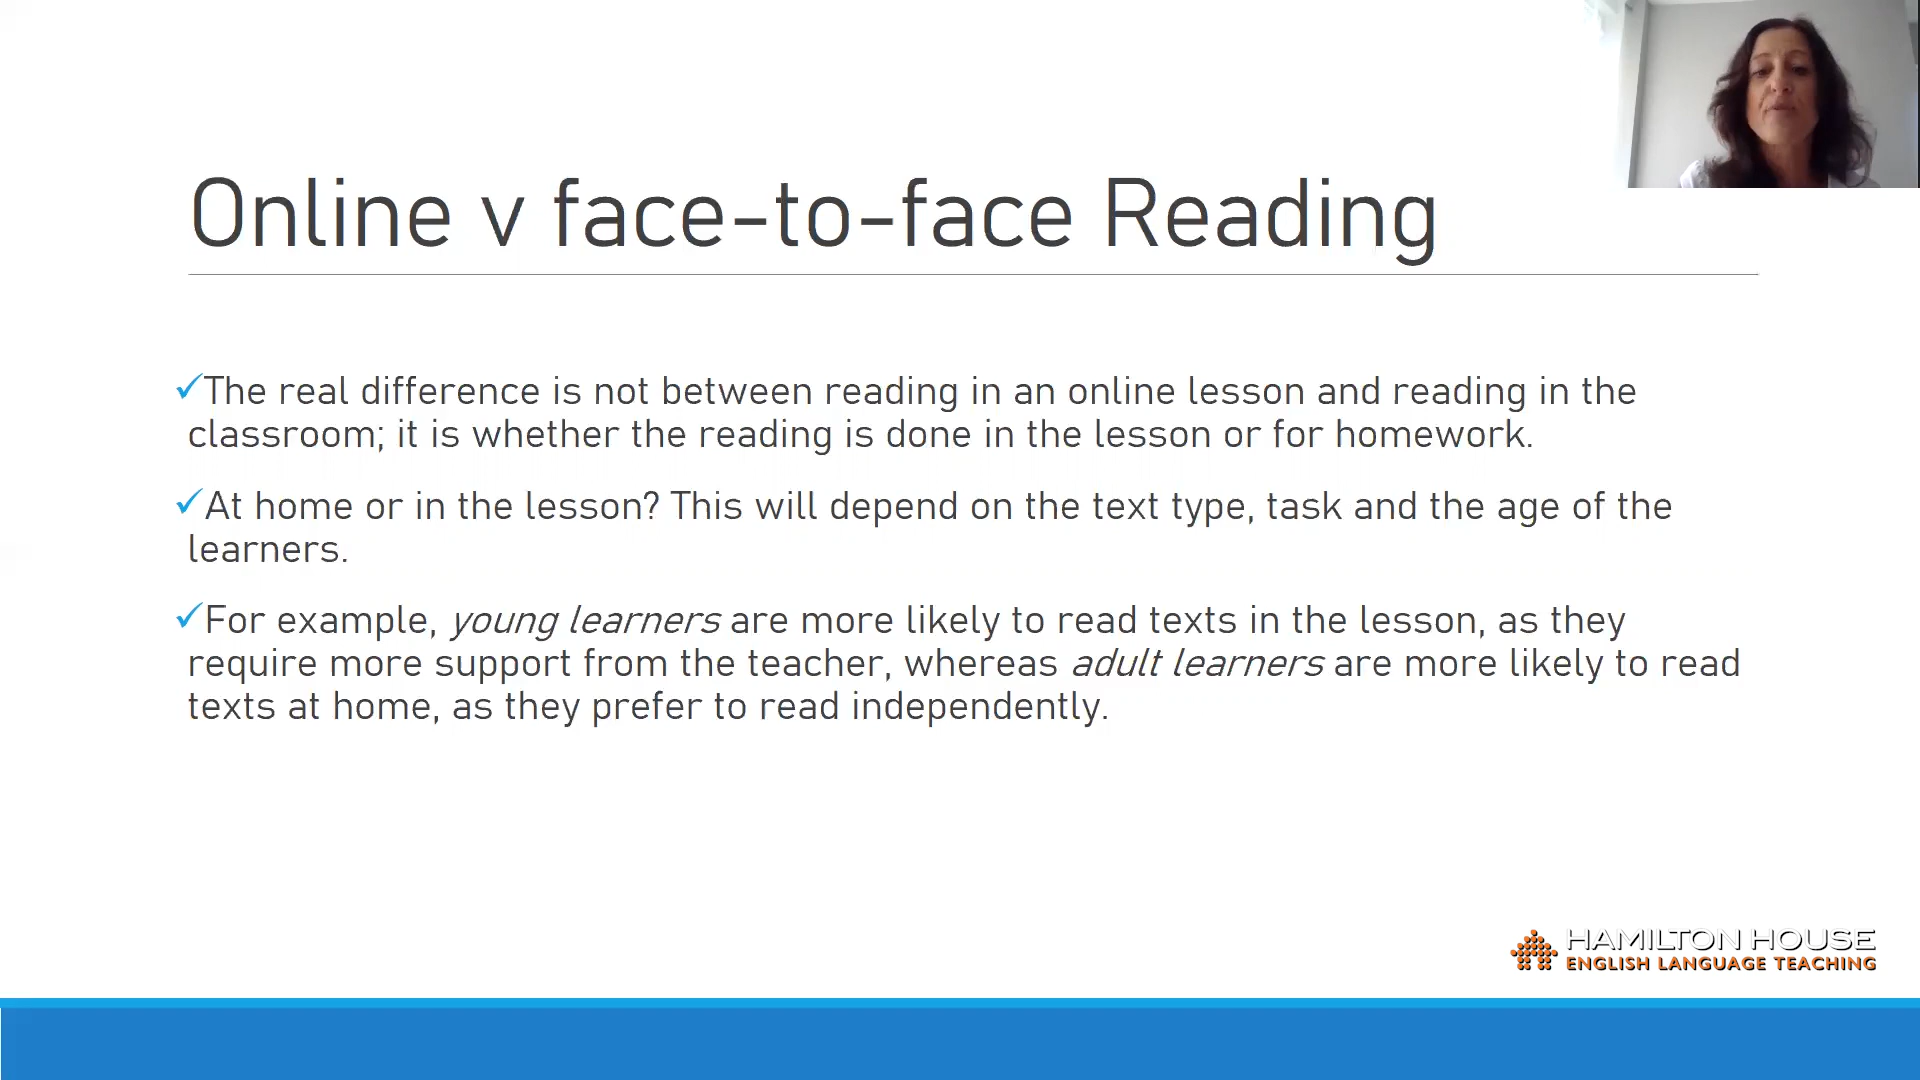 Online v face-to-face Reading
✓The real difference is not between reading in an online lesson and reading in the
classroom; it is whether the reading is done in the lesson or for homework.
✓At home or in the lesson? This will depend on the text type, task and the age of the
learners.
✓For example, young learners are more likely to read texts in the lesson, as they
require more support from the teacher, whereas adult learners are more likely to read
texts at home, as they prefer to read independently.
HAMILTON HOUSE
ENGLISH LANGUAGE TEACHING